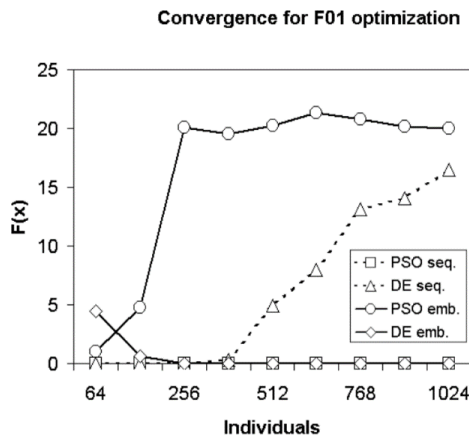 Convergence for F01 optimization
25
20
15
10
5
0
F(x)
PSO seq.
DE seq.
PSO emb.
DE emb.
64 256 512 768 1024
Individuals